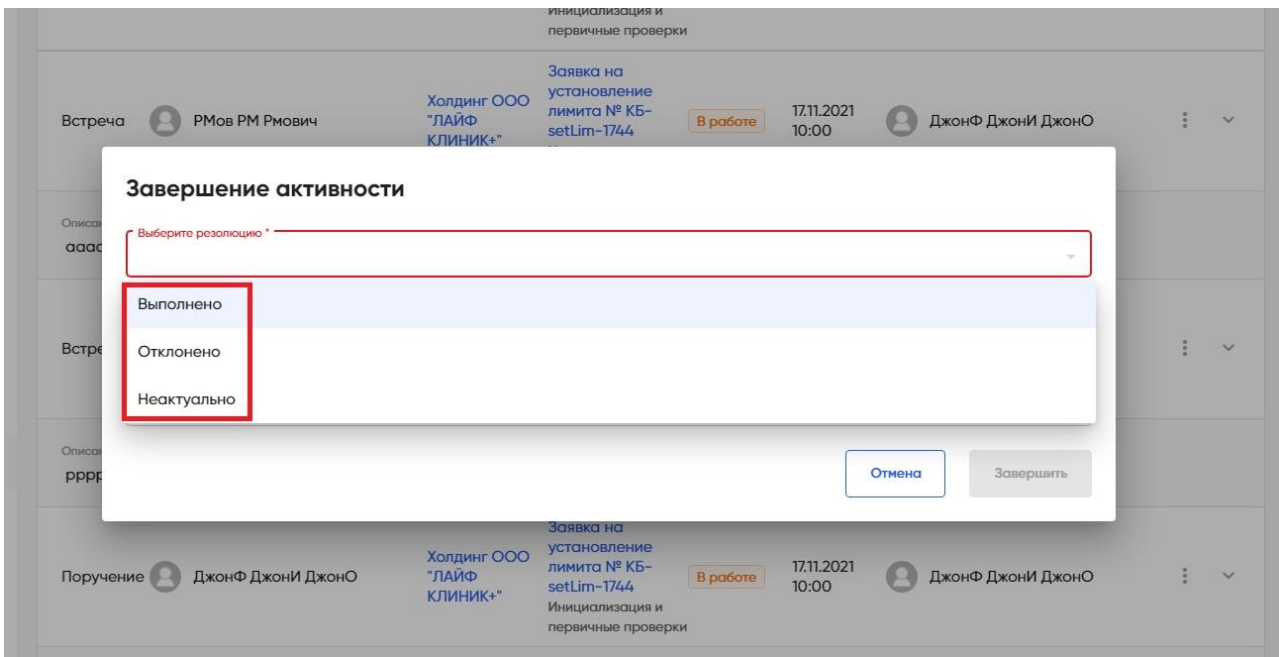 Инициализация и
первичные проверки
Встреча РМов РМ Рмович Холдинг ООО "ЛАЙФ КЛИНИК+" Заявка на установление лимита № КБ-setLim-1744 В работе 17.11.2021 10:00 ДжонФ ДжонИ ДжонО
Завершение активности
Выберите резолюцию *
Выполнено
Отклонено
Неактуально
Отмена Завершить
Поручение ДжонФ ДжонИ ДжонО Холдинг ООО "ЛАЙФ КЛИНИК+" Заявка на установление лимита № КБ-setLim-1744 Инициализация и первичные проверки В работе 17.11.2021 10:00 ДжонФ ДжонИ ДжонО